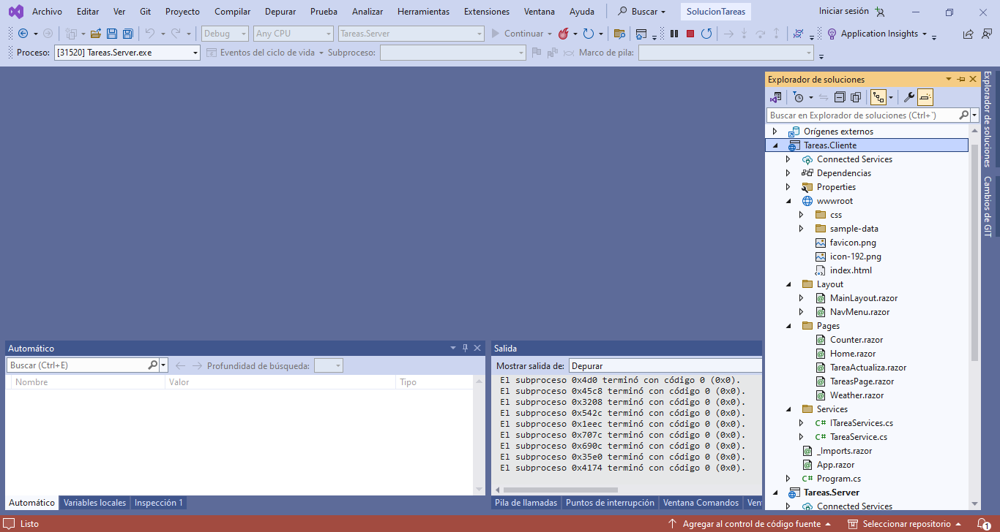 Archivo Editar Ver Git Proyecto Compilar Depurar Prueba Analizar Herramientas Extensiones Ventana Ayuda Buscar SolucionTareas Iniciar sesión
Debug Any CPU Tareas.Server Continuar Application Insights
Proceso: [31520] Tareas.Server.exe Eventos del ciclo de vida Subproceso: Marco de pila:
Explorador de soluciones
Buscar en Explorador de soluciones (Ctrl+`)
Orígenes externos
Tareas.Cliente
Connected Services
Dependencias
Properties
wwwroot
css
sample-data
favicon.png
icon-192.png
index.html
Layout
MainLayout.razor
NavMenu.razor
Pages
Counter.razor
Home.razor
TareaActualiza.razor
TareasPage.razor
Weather.razor
Services
C# ITareaServices.cs
C# TareaService.cs
_Imports.razor
App.razor
C# Program.cs
Tareas.Server
Connected Services
Explorador de soluciones
Cambios de GIT
Automático
Buscar (Ctrl+E) Profundidad de búsqueda:
Nombre Valor Tipo
Automático Variables locales Inspección 1
Salida
Mostrar salida de: Depurar
El subproceso 0x4d0 terminó con código 0 (0x0).
El subproceso 0x45c8 terminó con código 0 (0x0).
El subproceso 0x3208 terminó con código 0 (0x0).
El subproceso 0x542c terminó con código 0 (0x0).
El subproceso 0x1eec terminó con código 0 (0x0).
El subproceso 0x707c terminó con código 0 (0x0).
El subproceso 0x690c terminó con código 0 (0x0).
El subproceso 0x35e0 terminó con código 0 (0x0).
El subproceso 0x4174 terminó con código 0 (0x0).
Pila de llamadas Puntos de interrupción Ventana Comandos Vent
Listo Agregar al control de código fuente Seleccionar repositorio 1